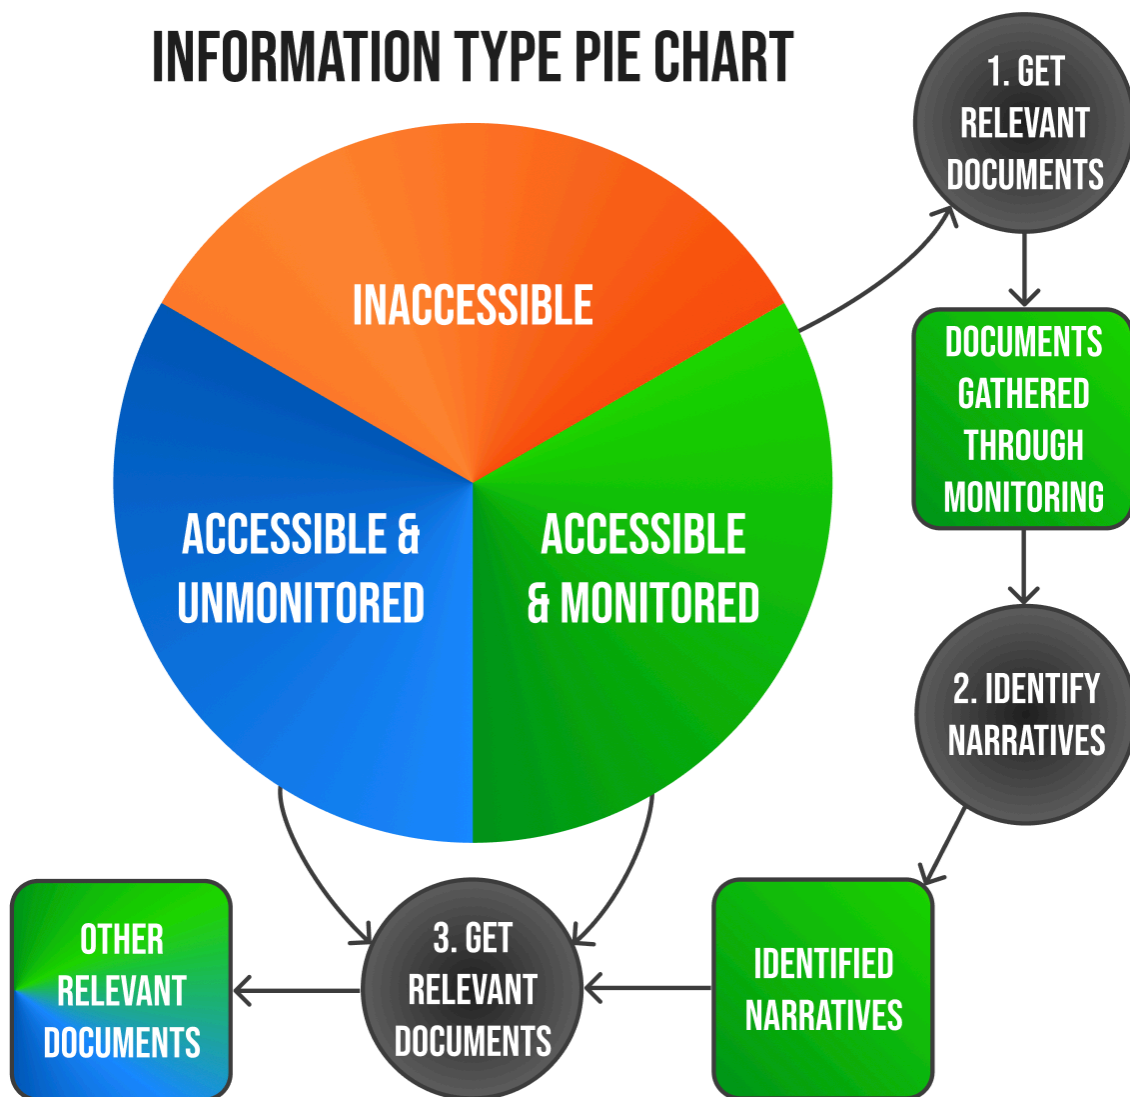 INFORMATION TYPE PIE CHART
1. GET
RELEVANT
DOCUMENTS
INACCESSIBLE
DOCUMENTS
GATHERED
THROUGH
MONITORING
ACCESSIBLE &
UNMONITORED
ACCESSIBLE
& MONITORED
2. IDENTIFY
NARRATIVES
IDENTIFIED
NARRATIVES
3. GET
RELEVANT
DOCUMENTS
OTHER
RELEVANT
DOCUMENTS